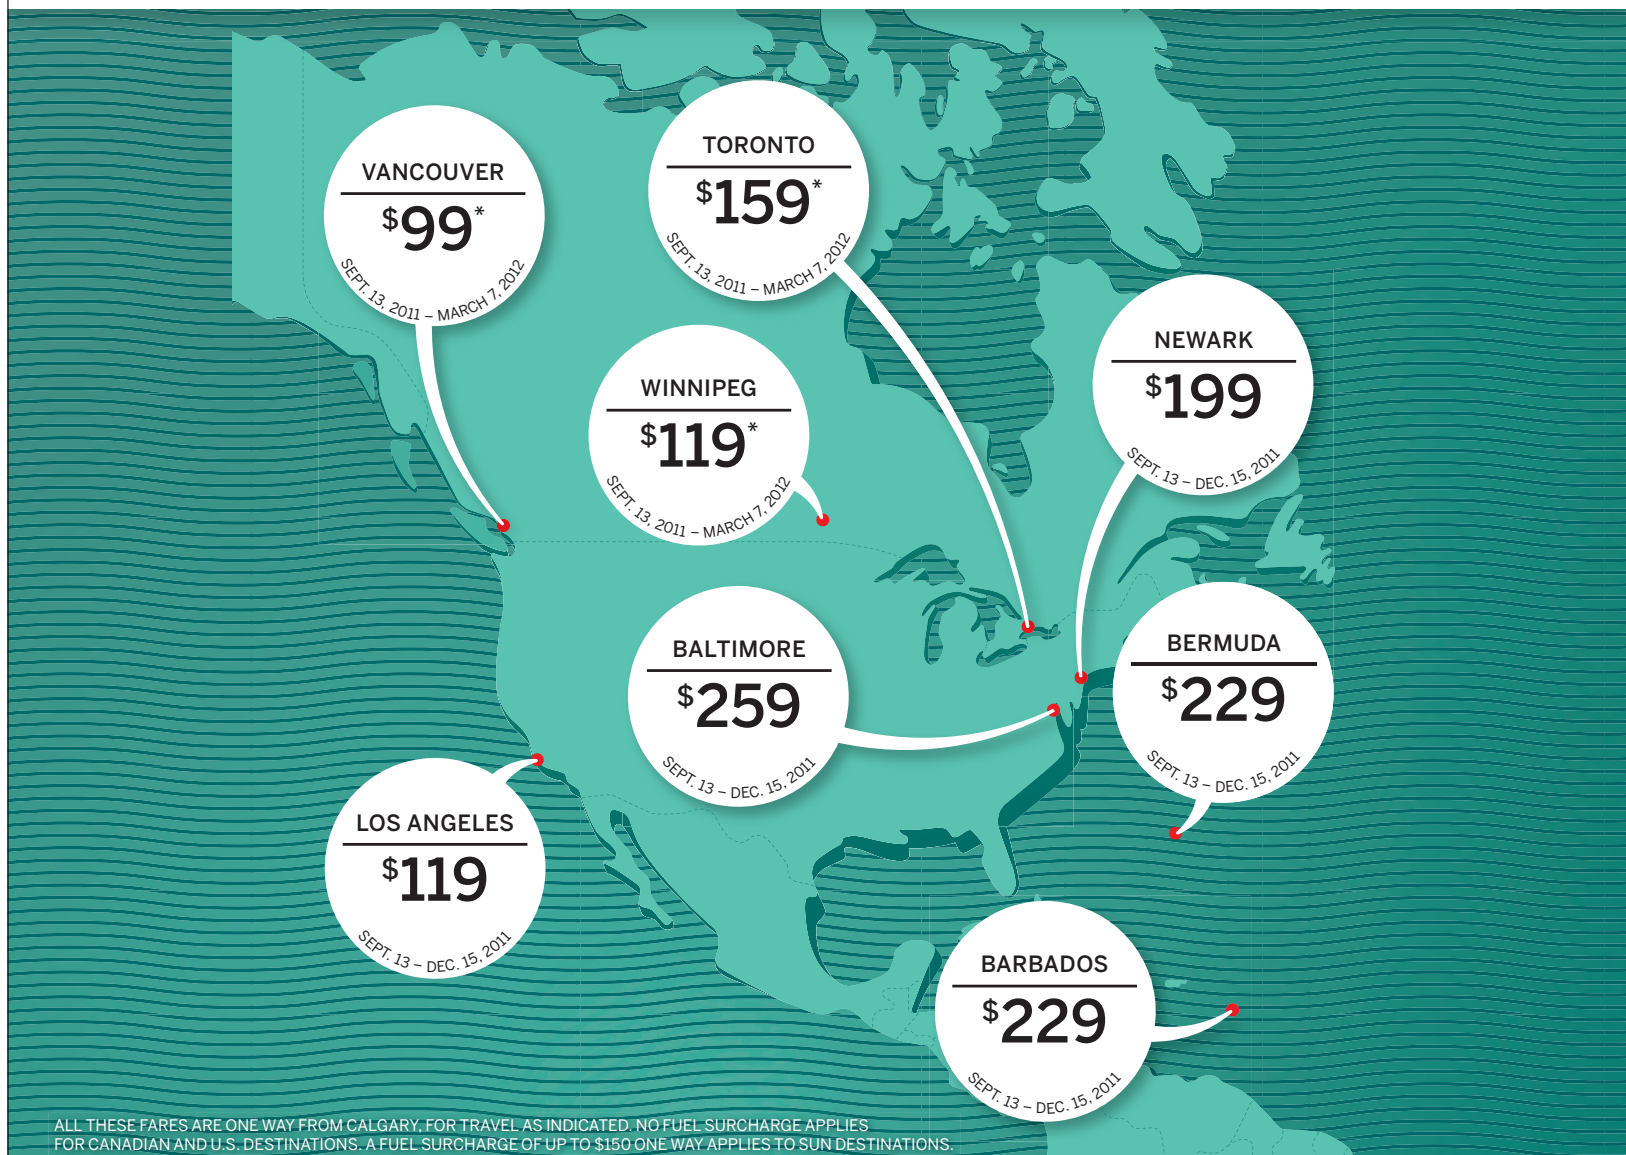 VANCOUVER
$99*
SEPT. 13, 2011 – MARCH 7, 2012
TORONTO
$159*
SEPT. 13, 2011 – MARCH 7, 2012
WINNIPEG
$119*
SEPT. 13, 2011 – MARCH 7, 2012
NEWARK
$199
SEPT. 13 – DEC. 15, 2011
BALTIMORE
$259
SEPT. 13 – DEC. 15, 2011
BERMUDA
$229
SEPT. 13 – DEC. 15, 2011
LOS ANGELES
$119
SEPT. 13 – DEC. 15, 2011
BARBADOS
$229
SEPT. 13 – DEC. 15, 2011
ALL THESE FARES ARE ONE WAY FROM CALGARY, FOR TRAVEL AS INDICATED. NO FUEL SURCHARGE APPLIES
FOR CANADIAN AND U.S. DESTINATIONS. A FUEL SURCHARGE OF UP TO $150 ONE WAY APPLIES TO SUN DESTINATIONS.